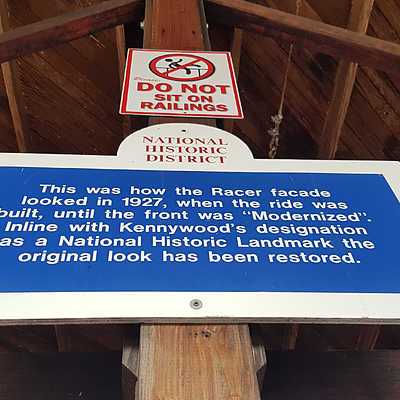 DO NOT
SIT ON
RAILINGS
NATIONAL
HISTORIC
DISTRICT
This was how the Racer facade
looked in 1927, when the ride was
built, until the front was "Modernized".
Inline with Kennywood's designation
as a National Historic Landmark the
original look has been restored.